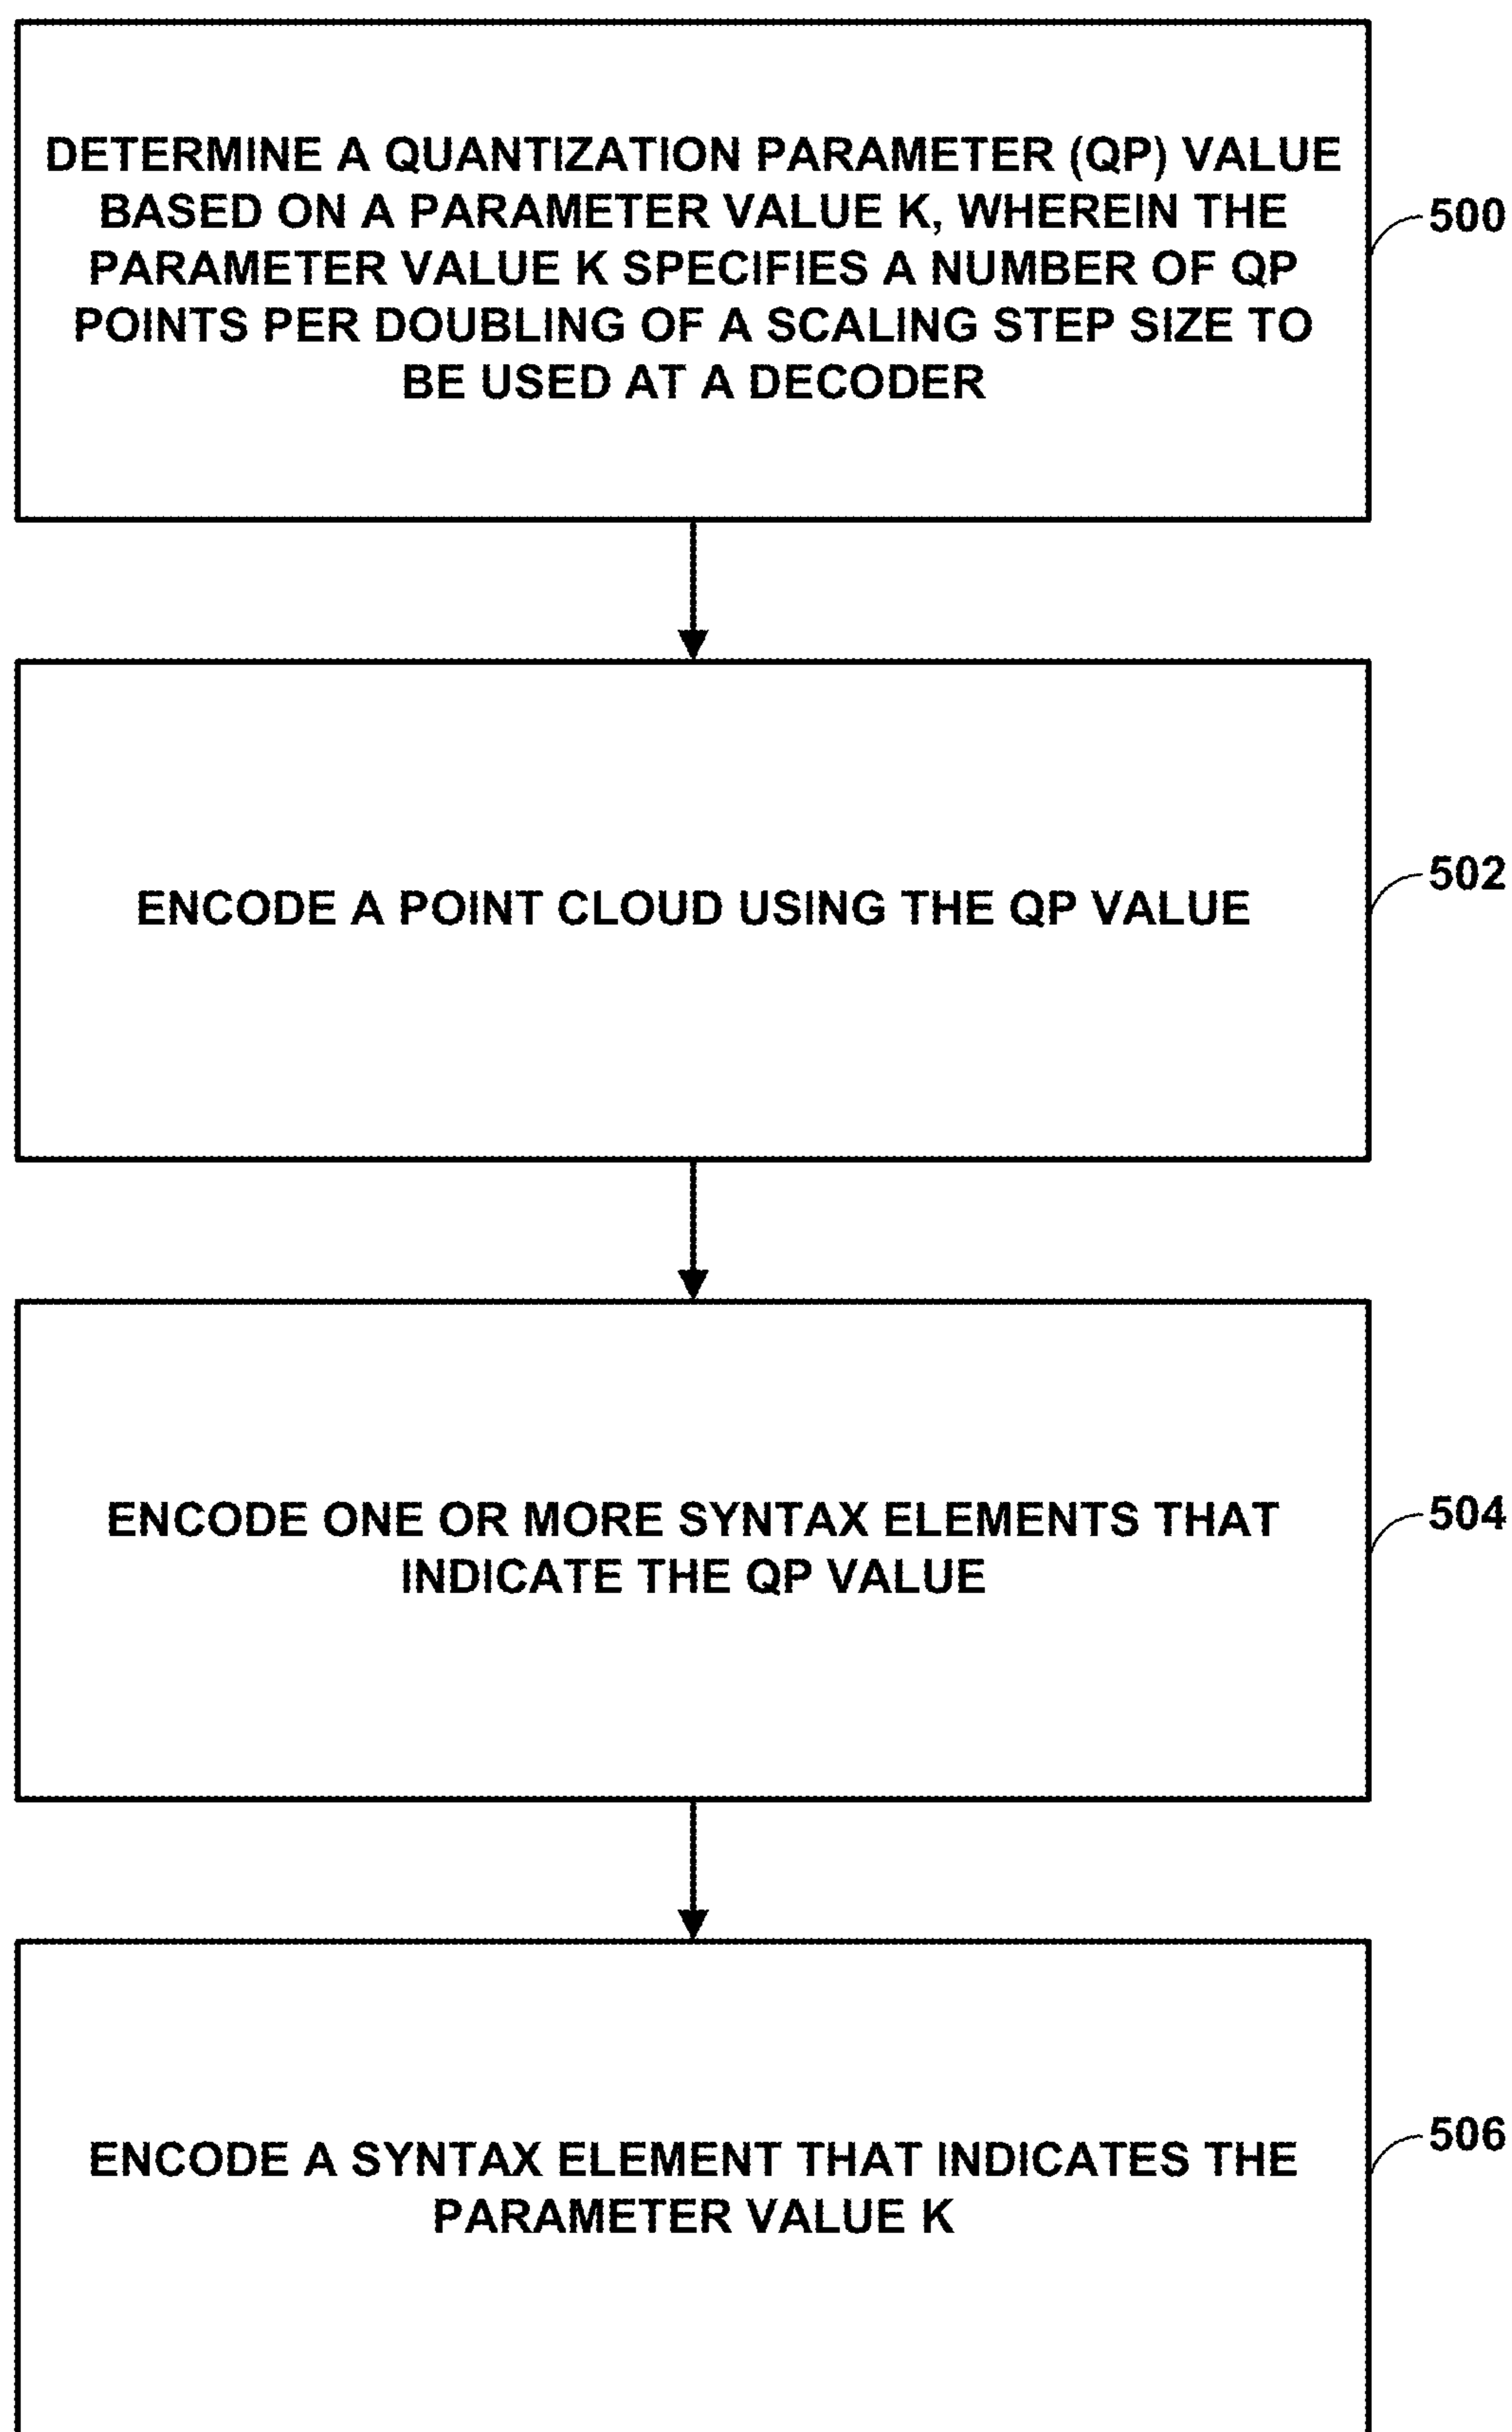 DETERMINE A QUANTIZATION PARAMETER (QP) VALUE
BASED ON A PARAMETER VALUE K, WHEREIN THE
PARAMETER VALUE K SPECIFIES A NUMBER OF QP
POINTS PER DOUBLING OF A SCALING STEP SIZE TO
BE USED AT A DECODER
500
ENCODE A POINT CLOUD USING THE QP VALUE
502
ENCODE ONE OR MORE SYNTAX ELEMENTS THAT
INDICATE THE QP VALUE
504
ENCODE A SYNTAX ELEMENT THAT INDICATES THE
PARAMETER VALUE K
506